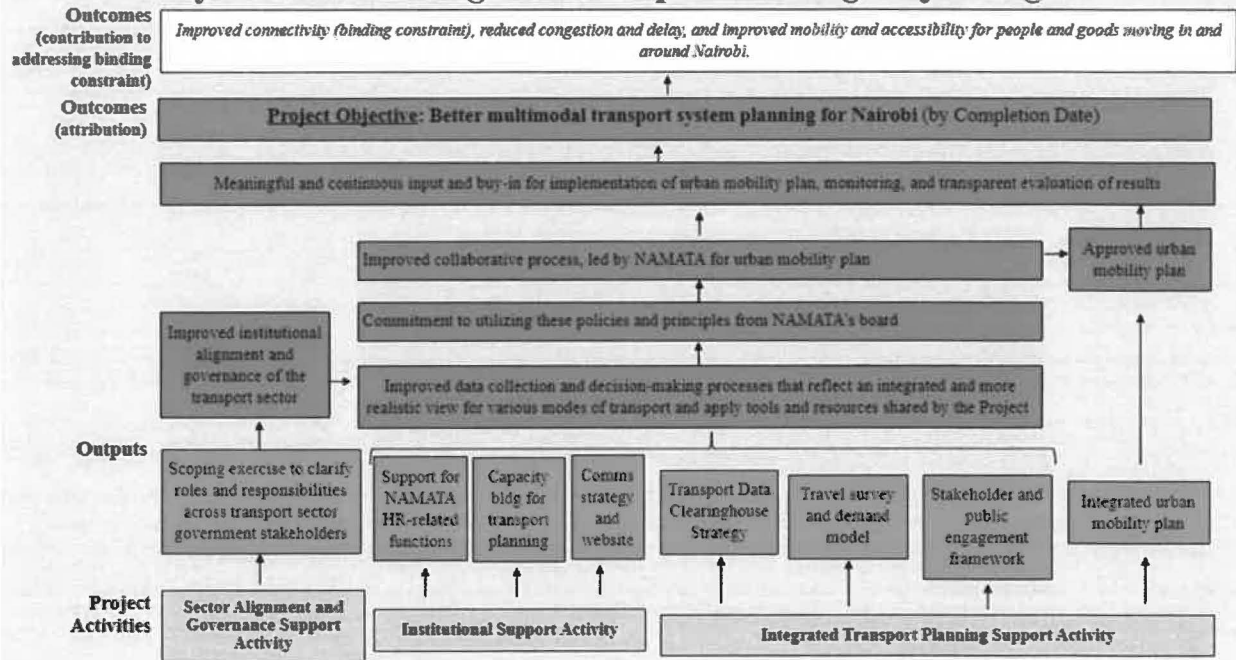 Outcomes
(contribution to
addressing binding
constraint)
Improved connectivity (binding constraint), reduced congestion and delay, and improved mobility and accessibility for people and goods moving in and
around Nairobi.
Outcomes
(attribution)
Project Objective: Better multimodal transport system planning for Nairobi (by Completion Date)
Meaningful and continuous input and buy-in for implementation of urban mobility plan, monitoring, and transparent evaluation of results
Improved collaborative process, led by NAMATA for urban mobility plan
Approved urban
mobility plan
Commitment to utilizing these policies and principles from NAMATA's board
Improved institutional
alignment and
governance of the
transport sector
Improved data collection and decision-making processes that reflect an integrated and more
realistic view for various modes of transport and apply tools and resources shared by the Project
Outputs
Scoping exercise to clarify
roles and responsibilities
across transport sector
government stakeholders
Support for
NAMATA
HR-related
functions
Capacity
bldg for
transport
planning
Comms
strategy
and
website
Transport Data
Clearinghouse
Strategy
Travel survey
and demand
model
Stakeholder and
public
engagement
framework
Integrated urban
mobility plan
Project
Activities
Sector Alignment and
Governance Support
Activity
Institutional Support Activity
Integrated Transport Planning Support Activity